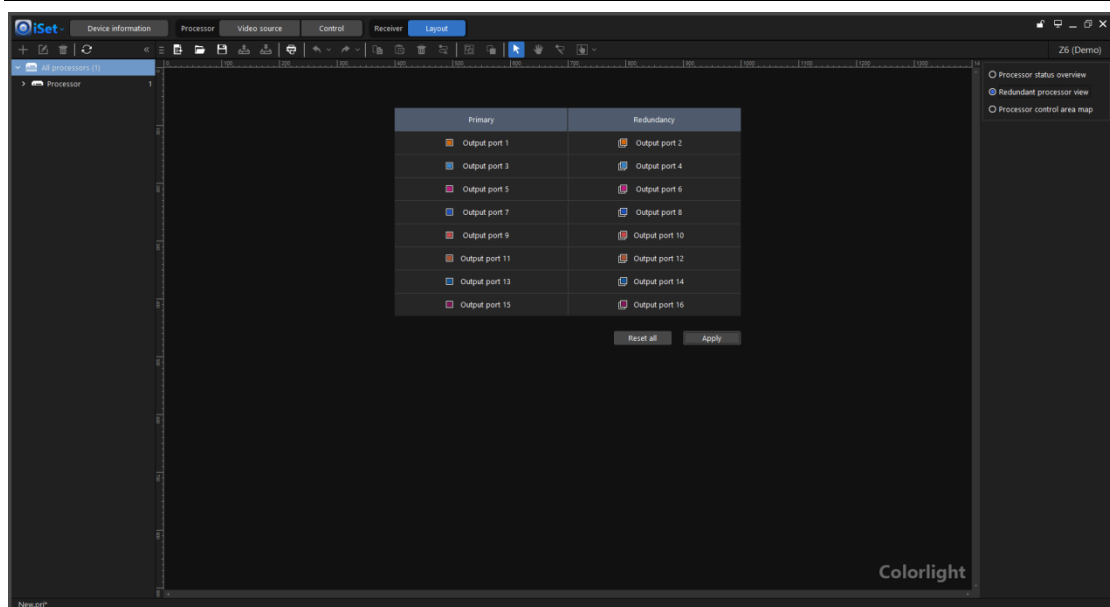 iSet Device information Processor Video source Control Receiver Layout
Z6 (Demo)
All processors (1)
Processor 1
Processor status overview
Redundant processor view
Processor control area map
Primary Redundancy
Output port 1 Output port 2
Output port 3 Output port 4
Output port 5 Output port 6
Output port 7 Output port 8
Output port 9 Output port 10
Output port 11 Output port 12
Output port 13 Output port 14
Output port 15 Output port 16
Reset all Apply
Colorlight
New.prj*